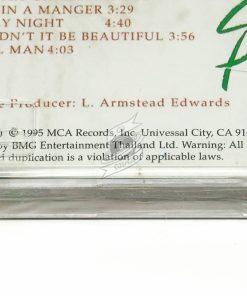 IN A MANGER 3:29
Y NIGHT 4:40
DN'T IT BE BEAUTIFUL 3:56
L MAN 4:03
e Producer: L. Armstead Edwards
© 1995 MCA Records, Inc. Univessal City, CA 91
by BMG Entertainment Thailand Ltd. Warning: All
d duplication is a violation of applicable laws.